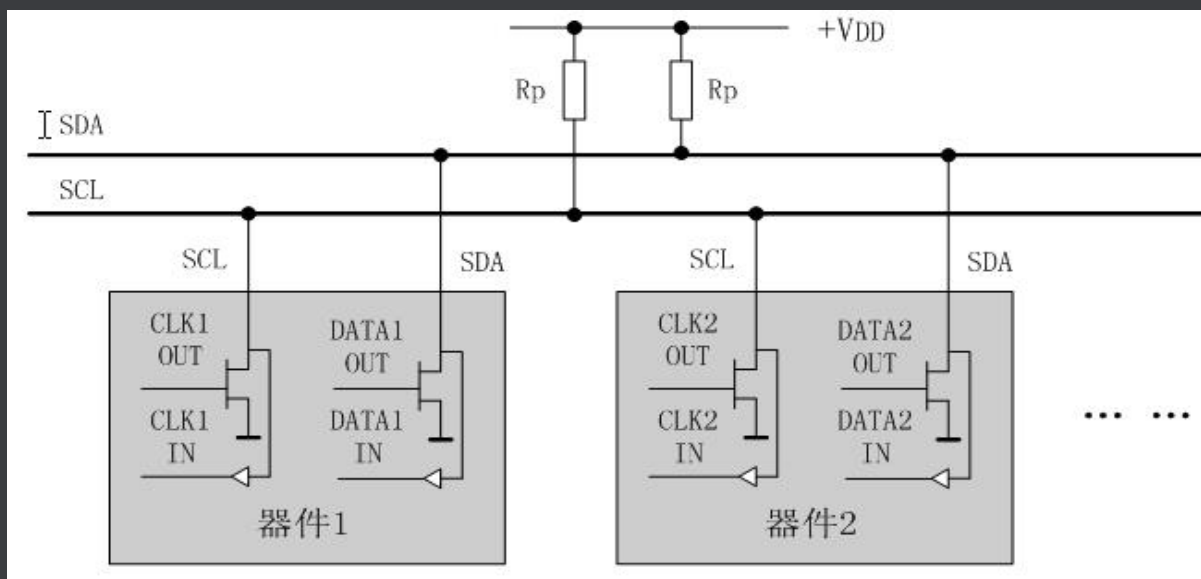 +VDD
Rp
Rp
SDA
SCL
SCL
SDA
SCL
SDA
CLK1
OUT
DATA1
OUT
CLK1
IN
DATA1
IN
器件1
CLK2
OUT
DATA2
OUT
CLK2
IN
DATA2
IN
器件2
... ...